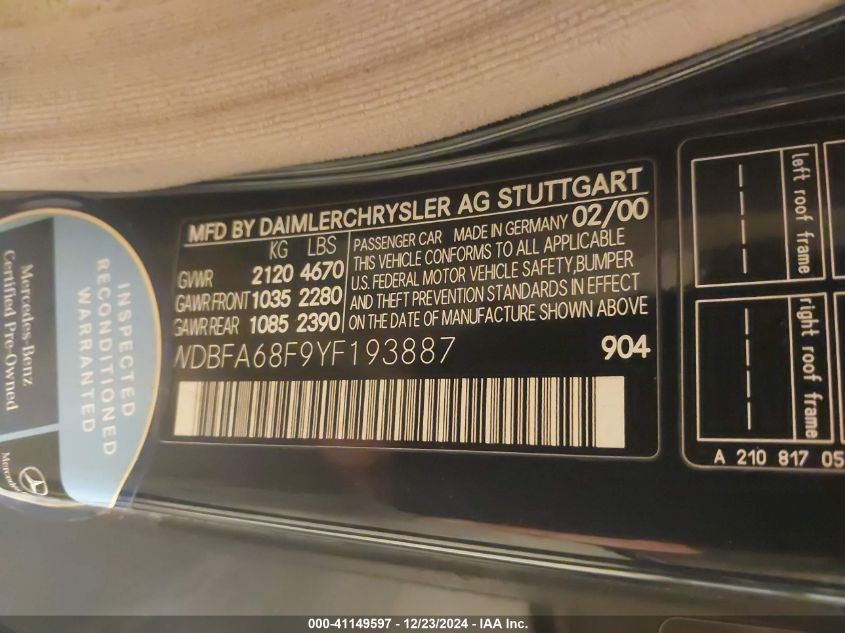 MFD BY DAIMLERCHRYSLER AG STUTTGART
KG LBS
GVWR 2120 4670
GAWR FRONT 1035 2280
GAWR REAR 1085 2390
PASSENGER CAR MADE IN GERMANY 02/00
THIS VEHICLE CONFORMS TO ALL APPLICABLE
U.S. FEDERAL MOTOR VEHICLE SAFETY, BUMPER
AND THEFT PREVENTION STANDARDS IN EFFECT
ON THE DATE OF MANUFACTURE SHOWN ABOVE
WDBFA68F9YF193887
904
INSPECTED
RECONDITIONED
WARRANTED
Mercedes-Benz
Certified Pre-Owned
left roof frame
right roof frame
A 210 817 05
000-41149597 - 12/23/2024 - IAAI.com